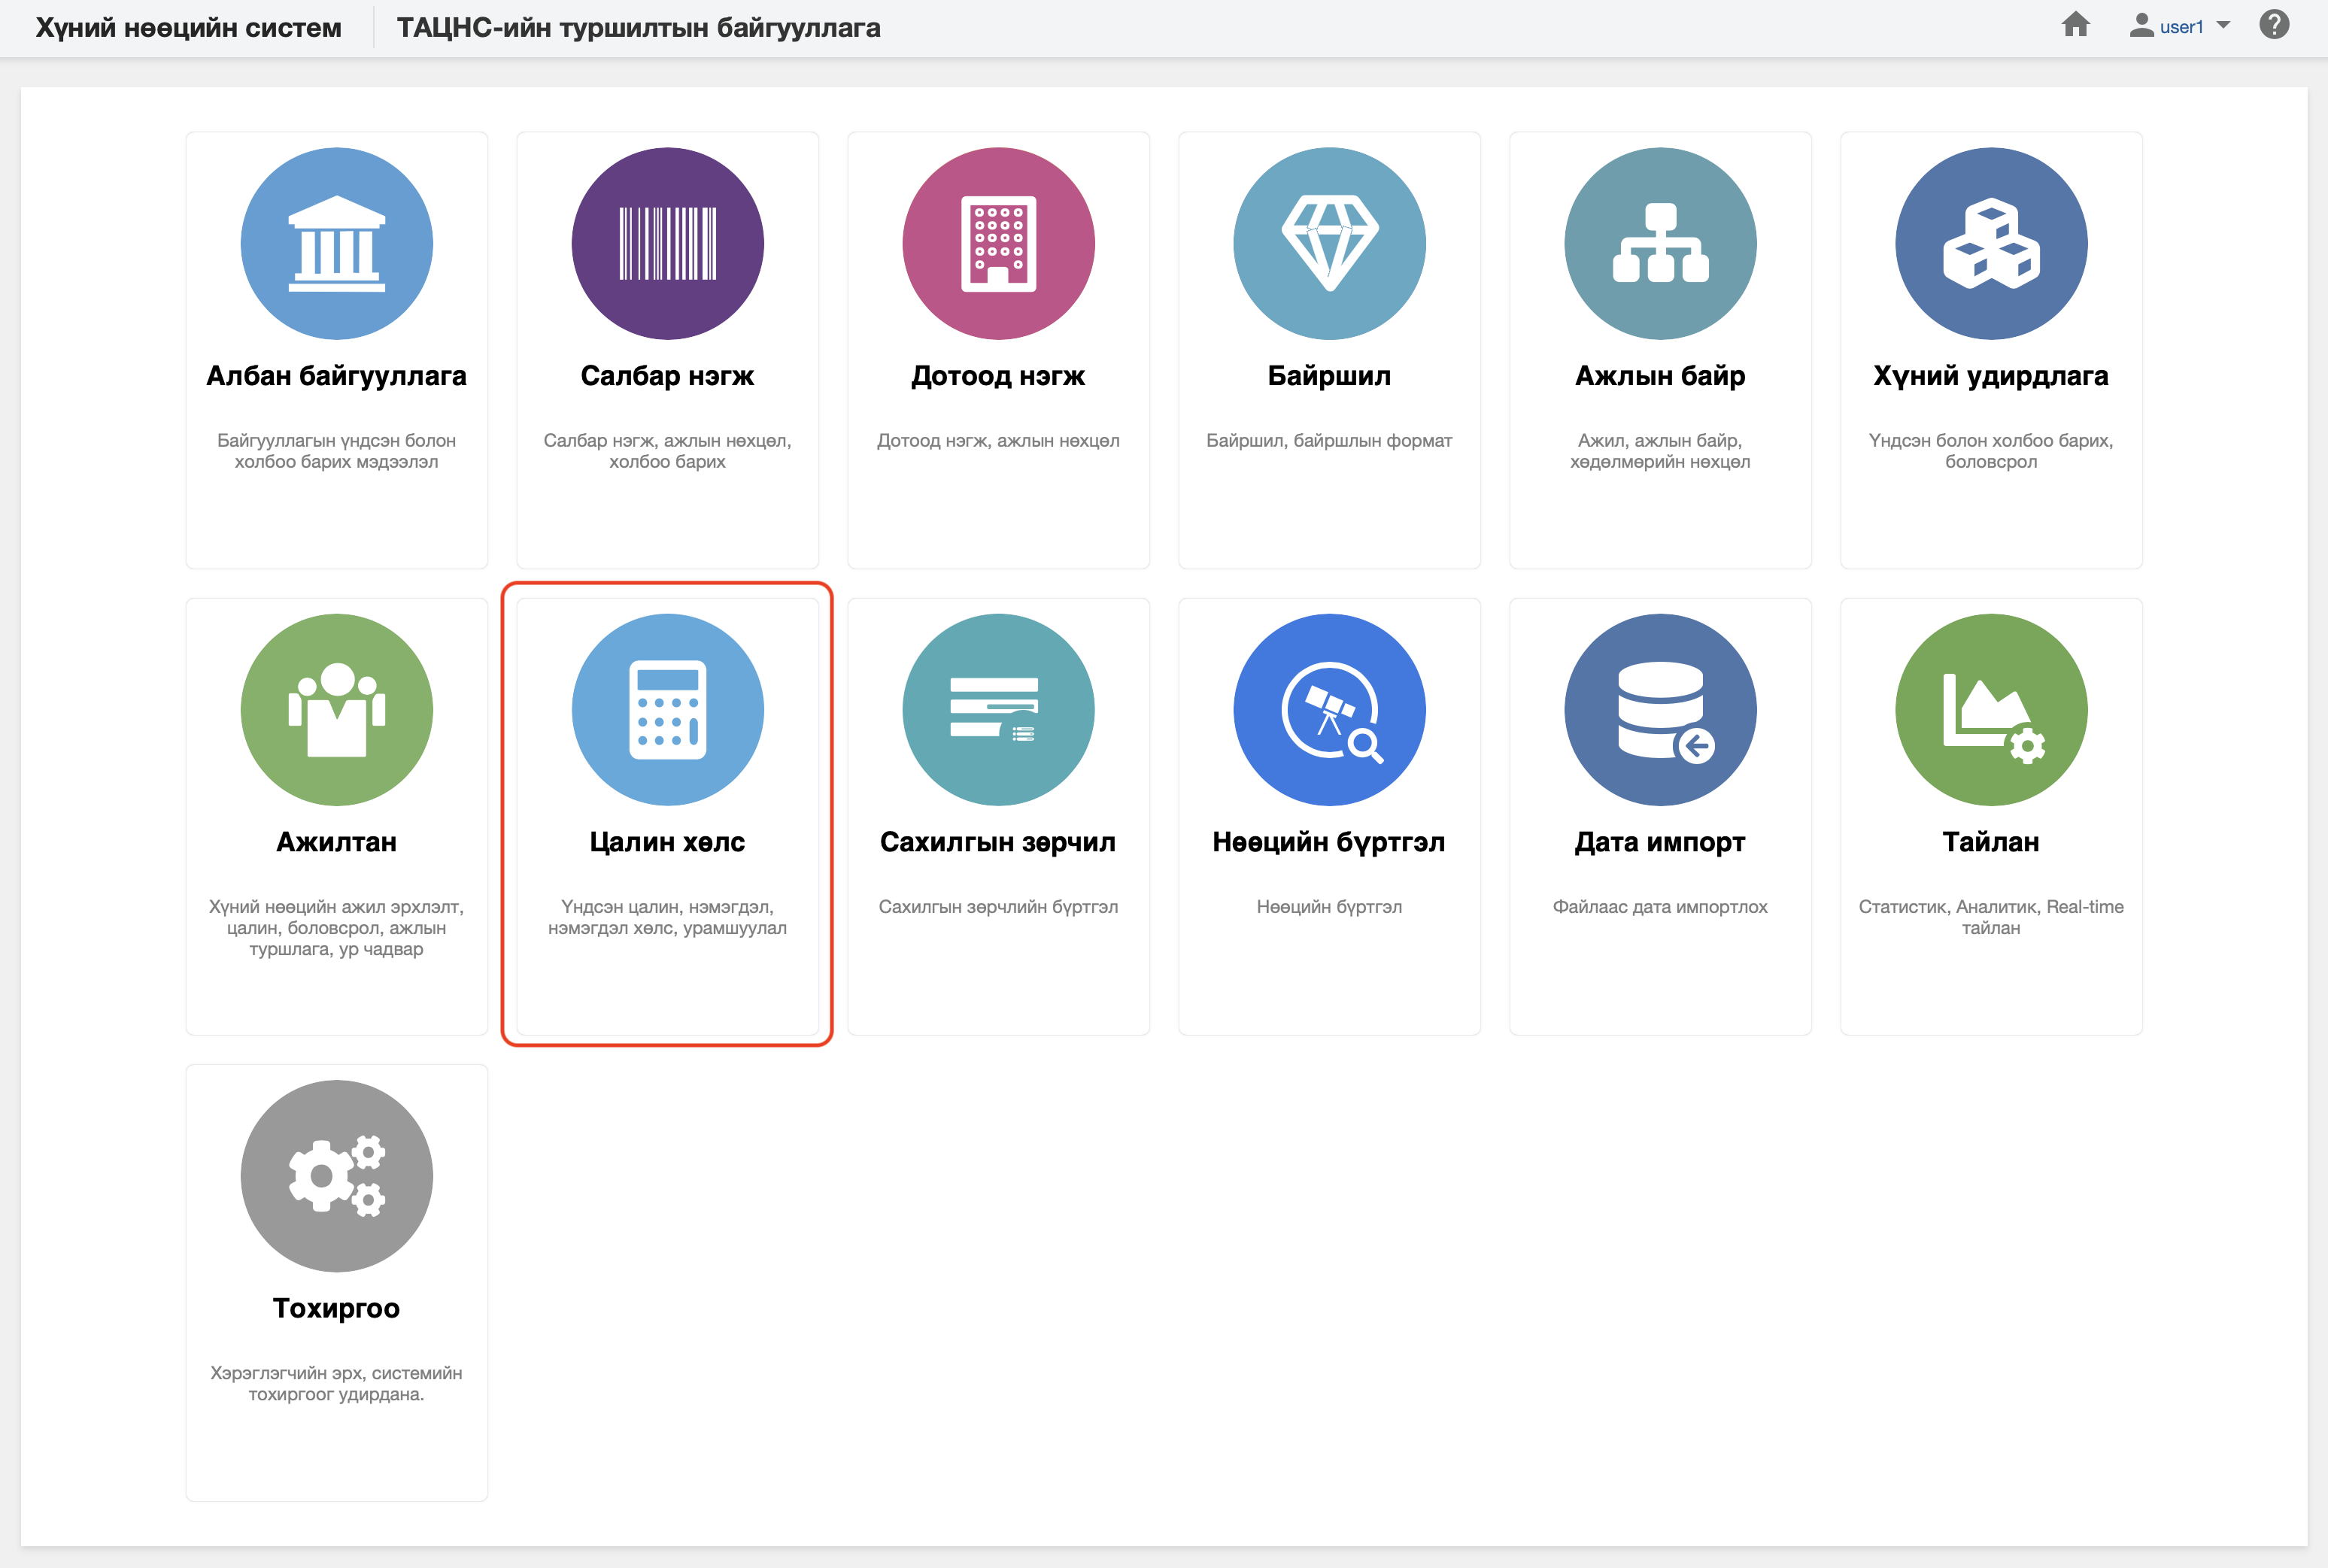 Хүний нөөцийн систем
ТАЦНС-ийн туршилтын байгууллага
user1
Албан байгууллага
Байгууллагын үндсэн болон
холбоо барих мэдээлэл
Салбар нэгж
Салбар нэгж, ажлын нөхцөл,
холбоо барих
Дотоод нэгж
Дотоод нэгж, ажлын нөхцөл
Байршил
Байршил, байршлын формат
Ажлын байр
Ажил, ажлын байр,
хөдөлмөрийн нөхцөл
Хүний удирдлага
Үндсэн болон холбоо барих,
боловсрол
Ажилтан
Хүний нөөцийн ажил эрхлэлт,
цалин, боловсрол, ажлын
туршлага, ур чадвар
Цалин хөлс
Үндсэн цалин, нэмэгдэл,
нэмэгдэл хөлс, урамшуулал
Сахилгын зөрчил
Сахилгын зөрчлийн бүртгэл
Нөөцийн бүртгэл
Нөөцийн бүртгэл
Дата импорт
Файлаас дата импортлох
Тайлан
Статистик, Аналитик, Real-time
тайлан
Тохиргоо
Хэрэглэгчийн эрх, системийн
тохиргоог удирдана.